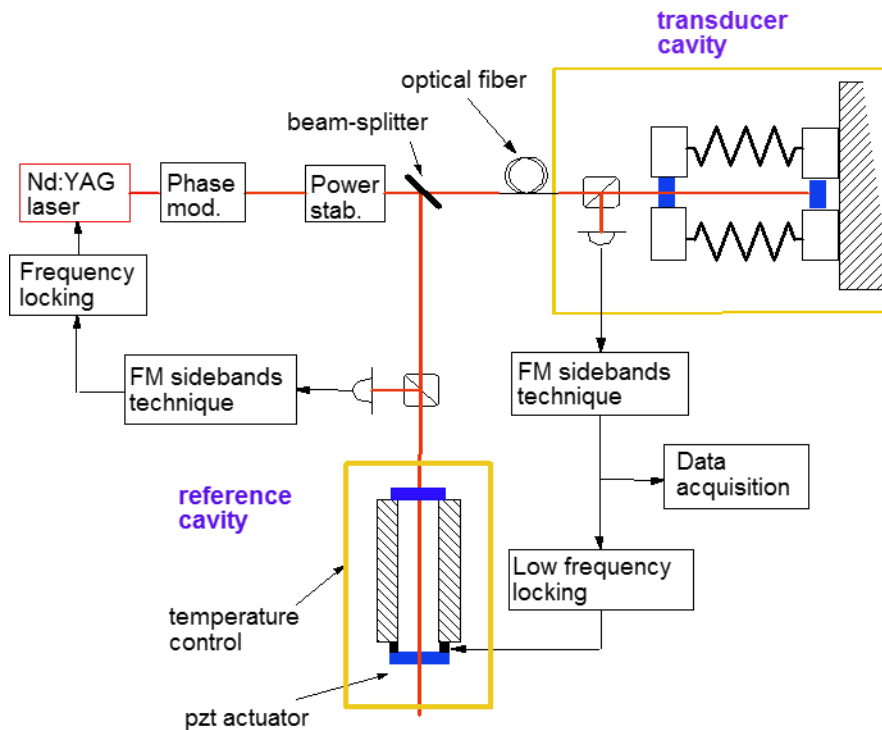 transducer
cavity
optical fiber
beam-splitter
Nd:YAG
laser
Phase
mod.
Power
stab.
Frequency
locking
FM sidebands
technique
FM sidebands
technique
Data
acquisition
reference
cavity
Low frequency
locking
temperature
control
pzt actuator